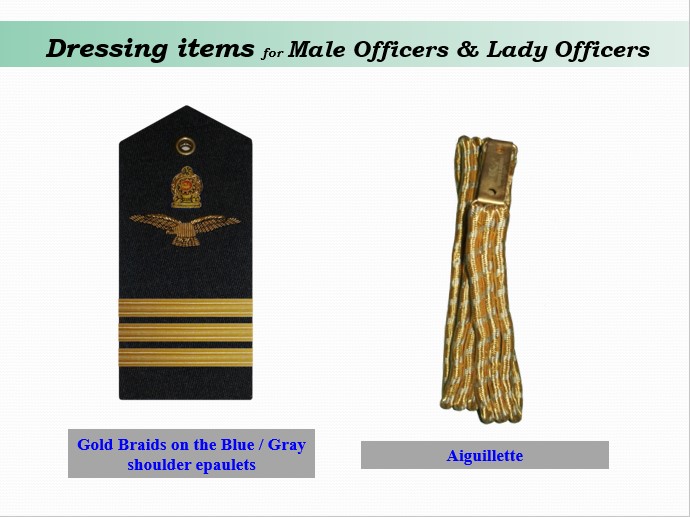 Dressing items for Male Officers & Lady Officers
Gold Braids on the Blue / Gray
shoulder epaulets
Aiguillette